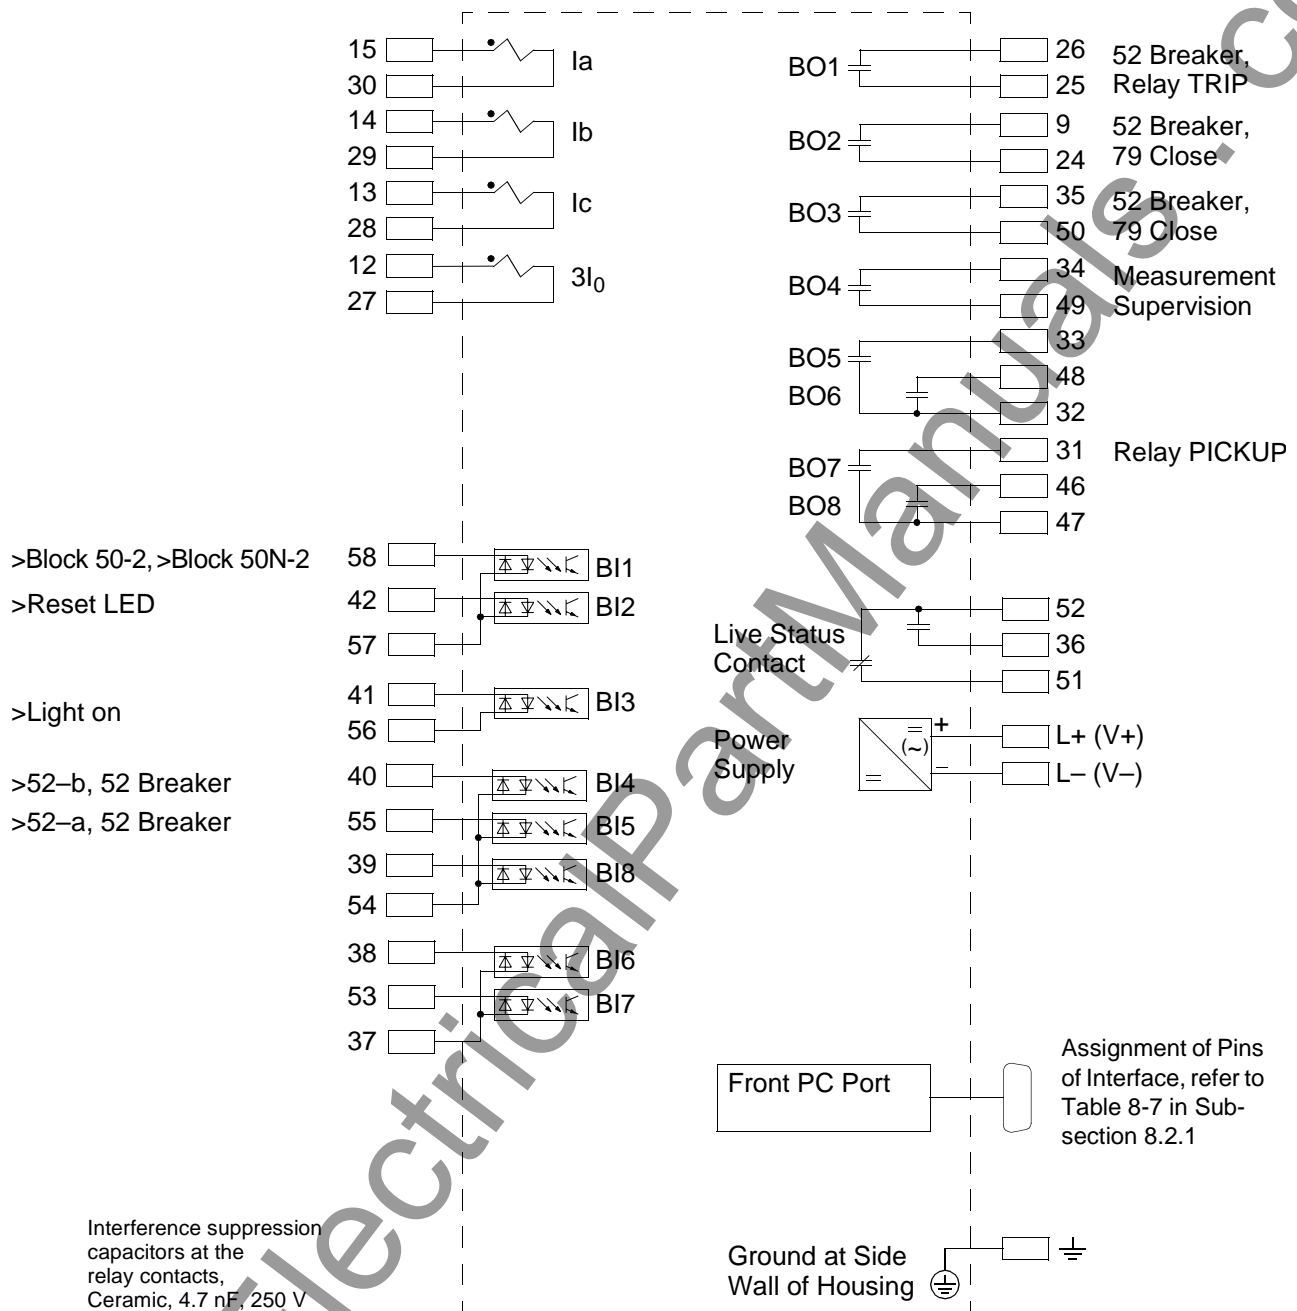 15
30
Ia
14
29
Ib
13
28
Ic
12
27
3I0
BO1
26
25
52 Breaker,
Relay TRIP
BO2
9
24
52 Breaker,
79 Close
BO3
35
50
52 Breaker,
79 Close
BO4
34
49
Measurement
Supervision
BO5
BO6
33
48
32
BO7
BO8
31
46
47
Relay PICKUP
>Block 50-2, >Block 50N-2
58
BI1
>Reset LED
42
BI2
57
>Light on
41
56
BI3
>52–b, 52 Breaker
40
BI4
>52–a, 52 Breaker
55
BI5
39
BI8
54
38
BI6
53
BI7
37
Live Status
Contact
52
36
51
Power
Supply
(~)
+
–
L+ (V+)
L– (V–)
Front PC Port
Assignment of Pins
of Interface, refer to
Table 8-7 in Sub-
section 8.2.1
Interference suppression
capacitors at the
relay contacts,
Ceramic, 4.7 nF, 250 V
Ground at Side
Wall of Housing
ElectricalPartManuals . co